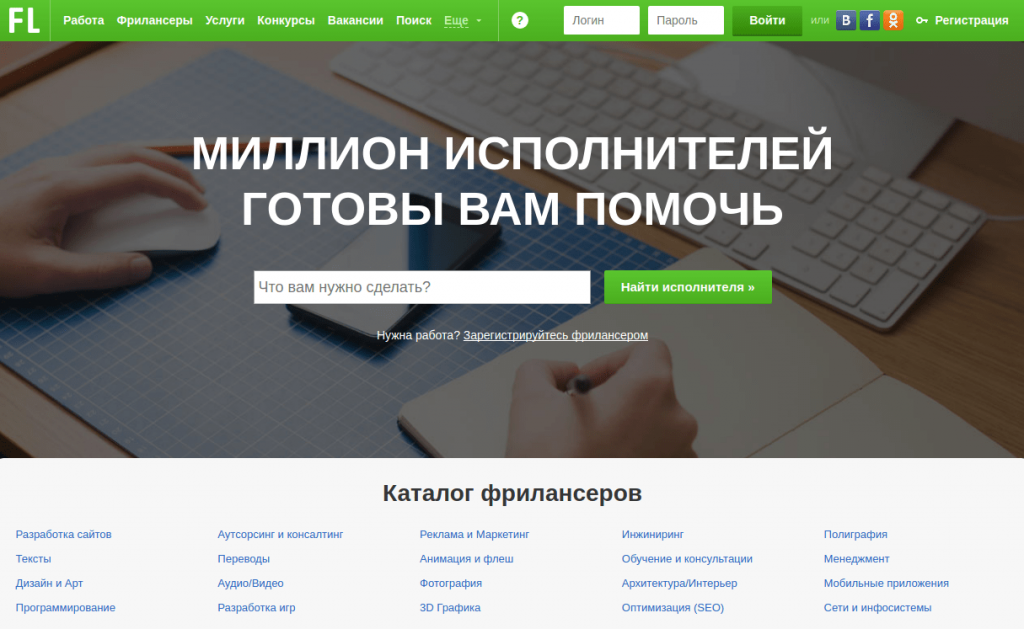 FL Работа Фрилансеры Услуги Конкурсы Вакансии Поиск Еще ? Логин Пароль Войти или В f Регистрация
МИЛЛИОН ИСПОЛНИТЕЛЕЙ
ГОТОВЫ ВАМ ПОМОЧЬ
Что вам нужно сделать? Найти исполнителя »
Нужна работа? Зарегистрируйтесь фрилансером
Каталог фрилансеров
Разработка сайтов Аутсорсинг и консалтинг Реклама и Маркетинг Инжиниринг Полиграфия
Тексты Переводы Анимация и флеш Обучение и консультации Менеджмент
Дизайн и Арт Аудио/Видео Фотография Архитектура/Интерьер Мобильные приложения
Программирование Разработка игр 3D Графика Оптимизация (SEO) Сети и инфосистемы